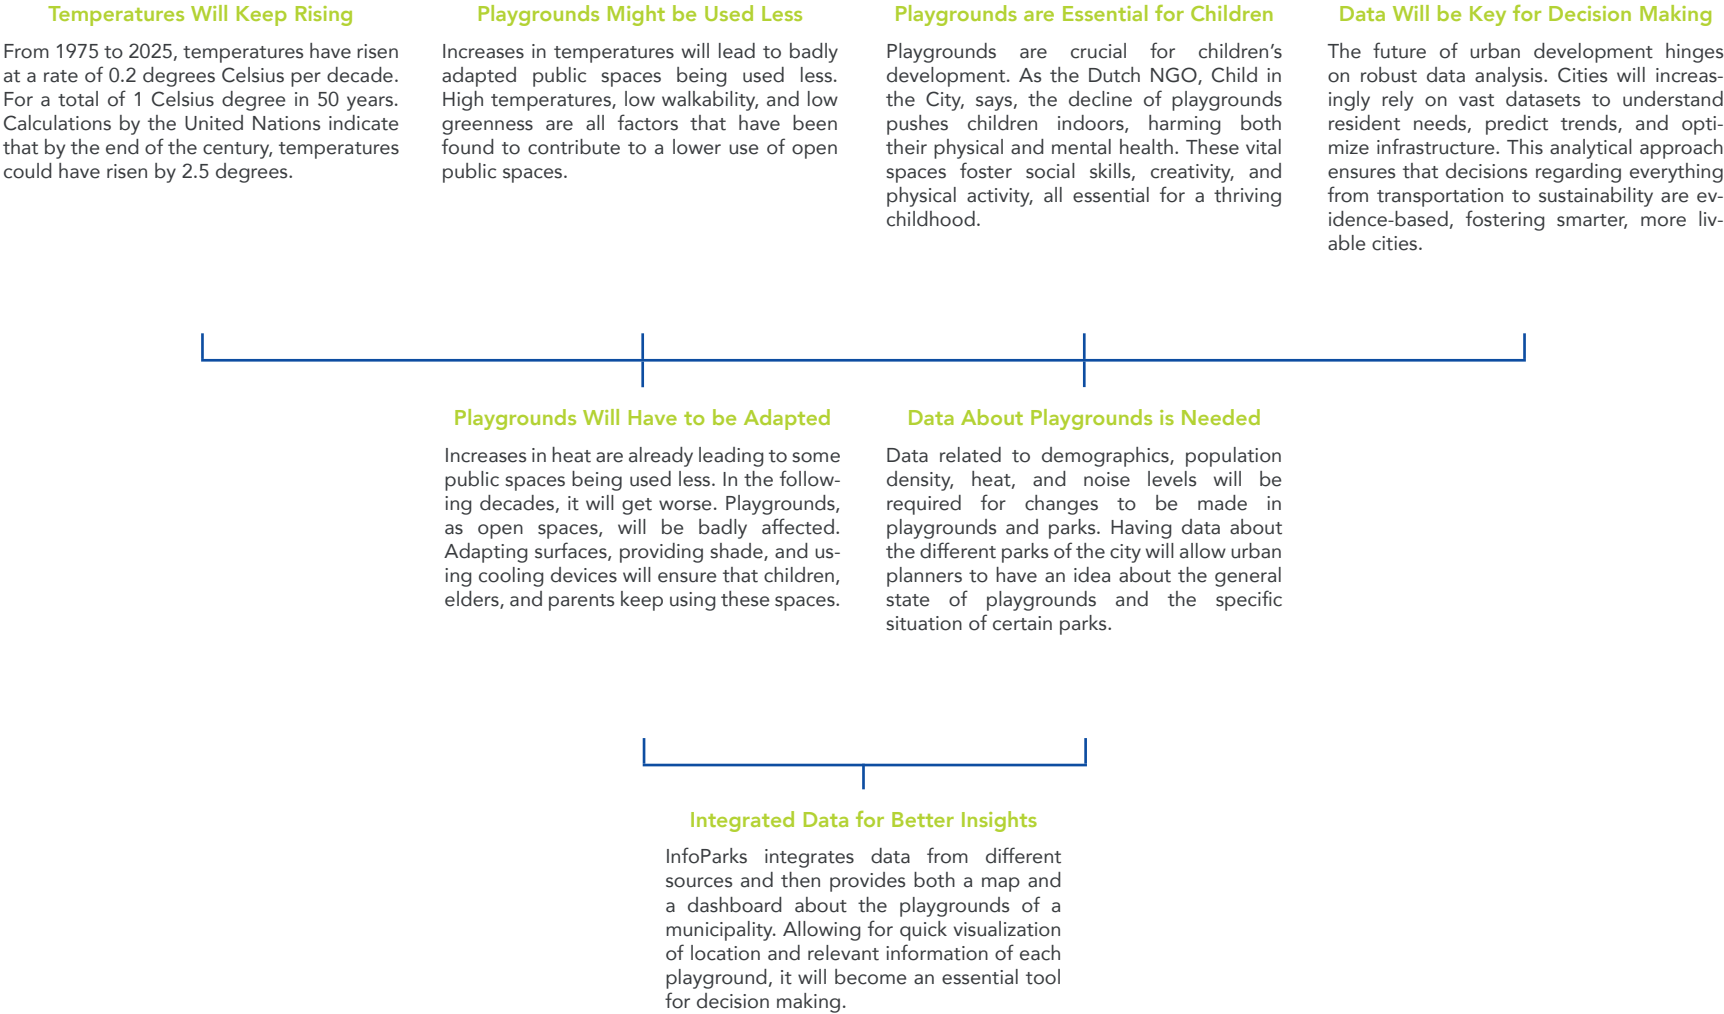 Temperatures Will Keep Rising
From 1975 to 2025, temperatures have risen
at a rate of 0.2 degrees Celsius per decade.
For a total of 1 Celsius degree in 50 years.
Calculations by the United Nations indicate
that by the end of the century, temperatures
could have risen by 2.5 degrees.
Playgrounds Might be Used Less
Increases in temperatures will lead to badly
adapted public spaces being used less.
High temperatures, low walkability, and low
greenness are all factors that have been
found to contribute to a lower use of open
public spaces.
Playgrounds are Essential for Children
Playgrounds are crucial for children’s
development. As the Dutch NGO, Child in
the City, says, the decline of playgrounds
pushes children indoors, harming both
their physical and mental health. These vital
spaces foster social skills, creativity, and
physical activity, all essential for a thriving
childhood.
Data Will be Key for Decision Making
The future of urban development hinges
on robust data analysis. Cities will increas-
ingly rely on vast datasets to understand
resident needs, predict trends, and opti-
mize infrastructure. This analytical approach
ensures that decisions regarding everything
from transportation to sustainability are ev-
idence-based, fostering smarter, more liv-
able cities.
Playgrounds Will Have to be Adapted
Increases in heat are already leading to some
public spaces being used less. In the follow-
ing decades, it will get worse. Playgrounds,
as open spaces, will be badly affected.
Adapting surfaces, providing shade, and us-
ing cooling devices will ensure that children,
elders, and parents keep using these spaces.
Data About Playgrounds is Needed
Data related to demographics, population
density, heat, and noise levels will be
required for changes to be made in
playgrounds and parks. Having data about
the different parks of the city will allow urban
planners to have an idea about the general
state of playgrounds and the specific
situation of certain parks.
Integrated Data for Better Insights
InfoParks integrates data from different
sources and then provides both a map and
a dashboard about the playgrounds of a
municipality. Allowing for quick visualization
of location and relevant information of each
playground, it will become an essential tool
for decision making.